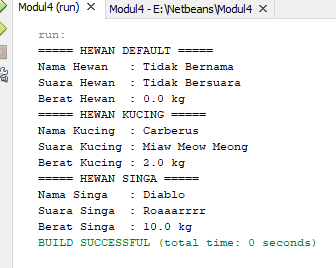 Modul4 (run)
Modul4 - E:\Netbeans\Modul4
run:
===== HEWAN DEFAULT =====
Nama Hewan   : Tidak Bernama
Suara Hewan  : Tidak Bersuara
Berat Hewan  : 0.0 kg
===== HEWAN KUCING =====
Nama Kucing  : Carberus
Suara Kucing : Miaw Meow Meong
Berat Kucing : 2.0 kg
===== HEWAN SINGA =====
Nama Singa   : Diablo
Suara Singa  : Roaaarrrr
Berat Singa  : 10.0 kg
BUILD SUCCESSFUL (total time: 0 seconds)